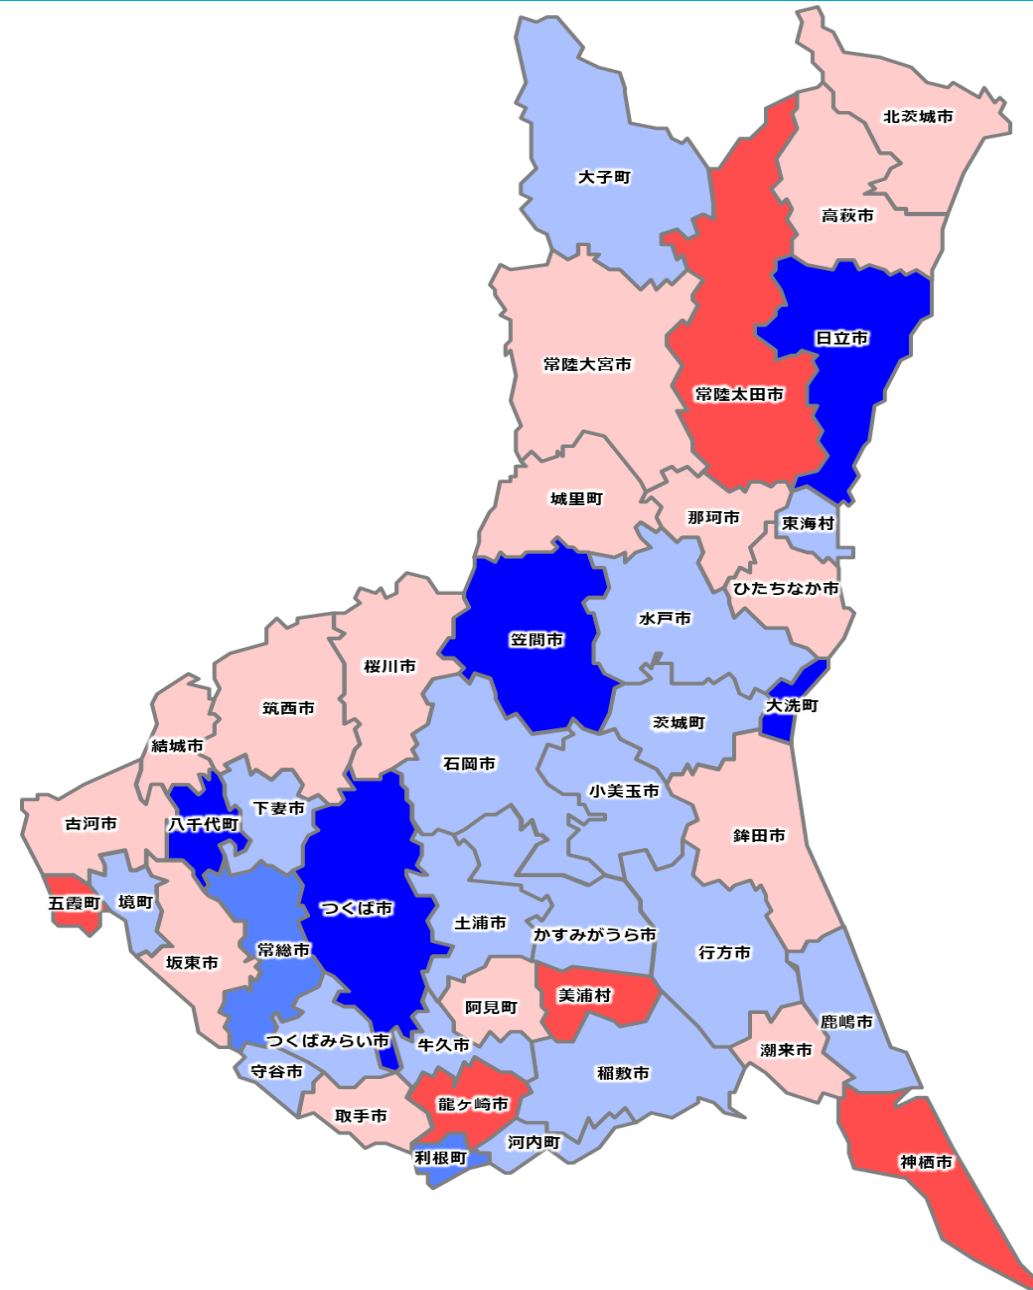 北茨城市
大子町
高萩市
日立市
常陸大宮市
常陸太田市
城里町
那珂市
東海村
ひたちなか市
水戸市
笠間市
桜川市
大洗町
筑西市
茨城町
結城市
石岡市
小美玉市
下妻市
古河市
八千代町
鉾田市
五霞町
境町
つくば市
土浦市
かすみがうら市
常総市
行方市
坂東市
美浦村
阿見町
鹿嶋市
つくばみらい市
牛久市
潮来市
守谷市
稲敷市
龍ヶ崎市
取手市
河内町
利根町
神栖市